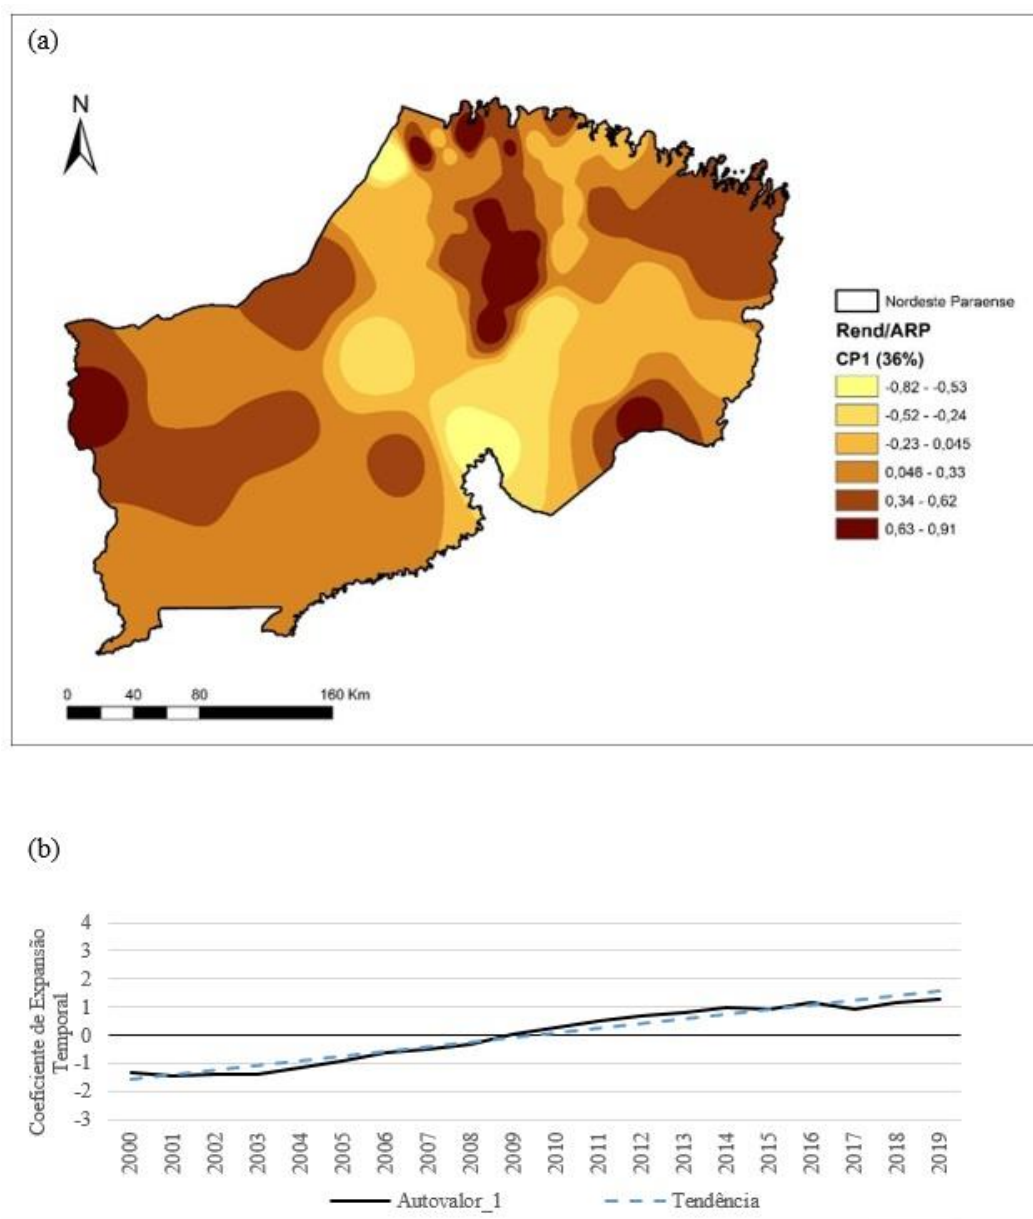 (a)
N
Nordeste Paraense
Rend/ARP
CP1 (36%)
-0,82 - -0,53
-0,52 - -0,24
-0,23 - 0,045
0,046 - 0,33
0,34 - 0,62
0,63 - 0,91
0 40 80 160 Km
(b)
Coeficiente de Expansão
Temporal
4
3
2
1
0
-1
-2
-3
2000 2001 2002 2003 2004 2005 2006 2007 2008 2009 2010 2011 2012 2013 2014 2015 2016 2017 2018 2019
Autovalor_1 Tendência